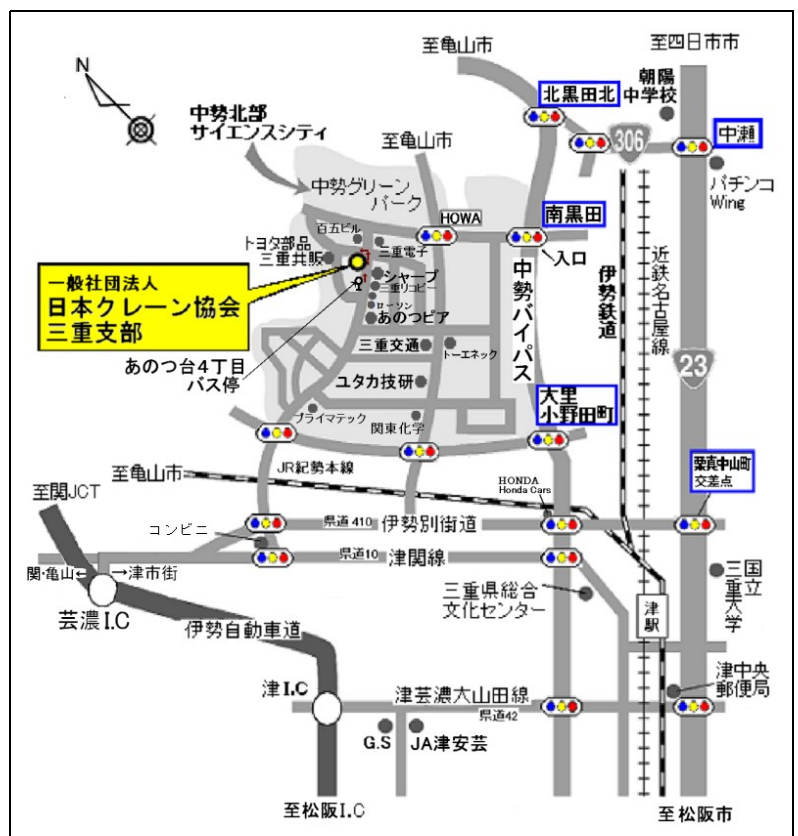 至四日市市
至亀山市
朝陽
中学校
北黒田北
N
306
中瀬
中勢北部
サイエンスシティ
至亀山市
パチンコ
Wing
中勢グリーン
パーク
HOWA
南黒田
百五ビル
トヨタ部品
三重共販
三重電子
入口
シャープ
三重リコピー
ローソン
あのつピア
一般社団法人
日本クレーン協会
三重支部
中勢バイパス
伊勢鉄道
近鉄名古屋線
三重交通
トーエネック
23
あのつ台4丁目
バス停
ユタカ技研
大里
小野田町
プライマテック
関東化学
JR紀勢本線
至亀山市
栗真中山町
交差点
HONDA
Honda Cars
至関JCT
県道410
伊勢別街道
コンビニ
県道10
津関線
関・亀山←
→津市街
三重県総合
文化センター
三国
重立
大学
芸濃I.C
伊勢自動車道
津駅
津I.C
津芸濃大山田線
県道42
津中央
郵便局
G.S
JA津安芸
至松阪I.C
至松阪市